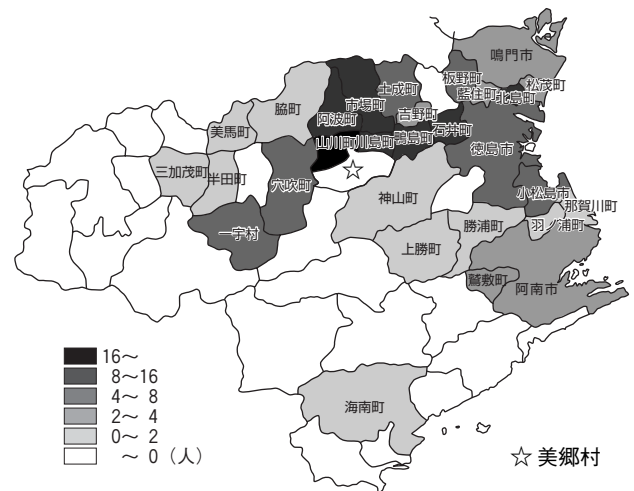 鳴門市
松茂町
板野町
藍住町
北島町
土成町
吉野町
市場町
阿波町
脇町
美馬町
三加茂町
半田町
穴吹町
一宇村
山川町
川島町
鴨島町
石井町
徳島市
小松島市
那賀川町
羽ノ浦町
神山町
勝浦町
上勝町
鷲敷町
阿南市
海南町
16～
8～16
4～ 8
2～ 4
0～ 2
～ 0（人）
☆ 美郷村